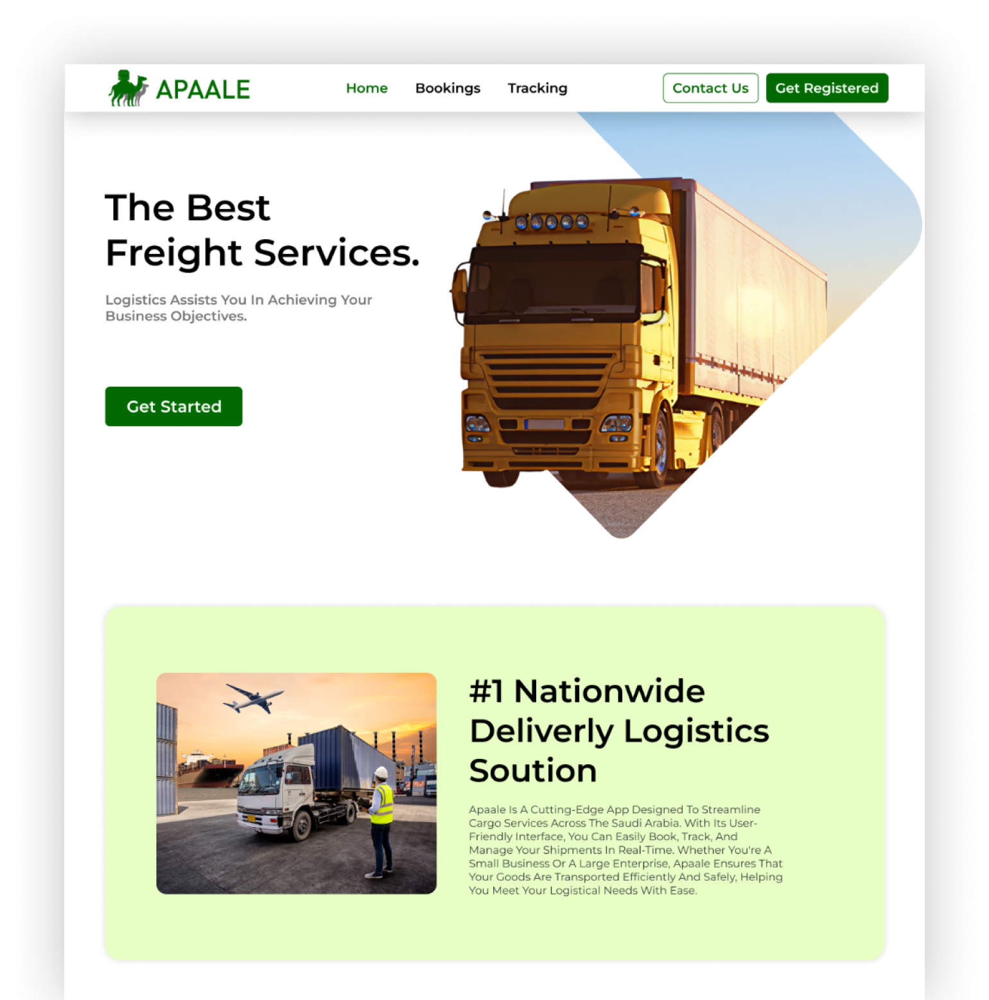 APAALE
Home
Bookings
Tracking
Contact Us
Get Registered
The Best
Freight Services.
Logistics Assists You In Achieving Your
Business Objectives.
Get Started
#1 Nationwide
Deliverly Logistics
Soution
Apaale Is A Cutting-Edge App Designed To Streamline
Cargo Services Across The Saudi Arabia. With Its User-
Friendly Interface, You Can Easily Book, Track, And
Manage Your Shipments In Real-Time. Whether You're A
Small Business Or A Large Enterprise, Apaale Ensures That
Your Goods Are Transported Efficiently And Safely, Helping
You Meet Your Logistical Needs With Ease.